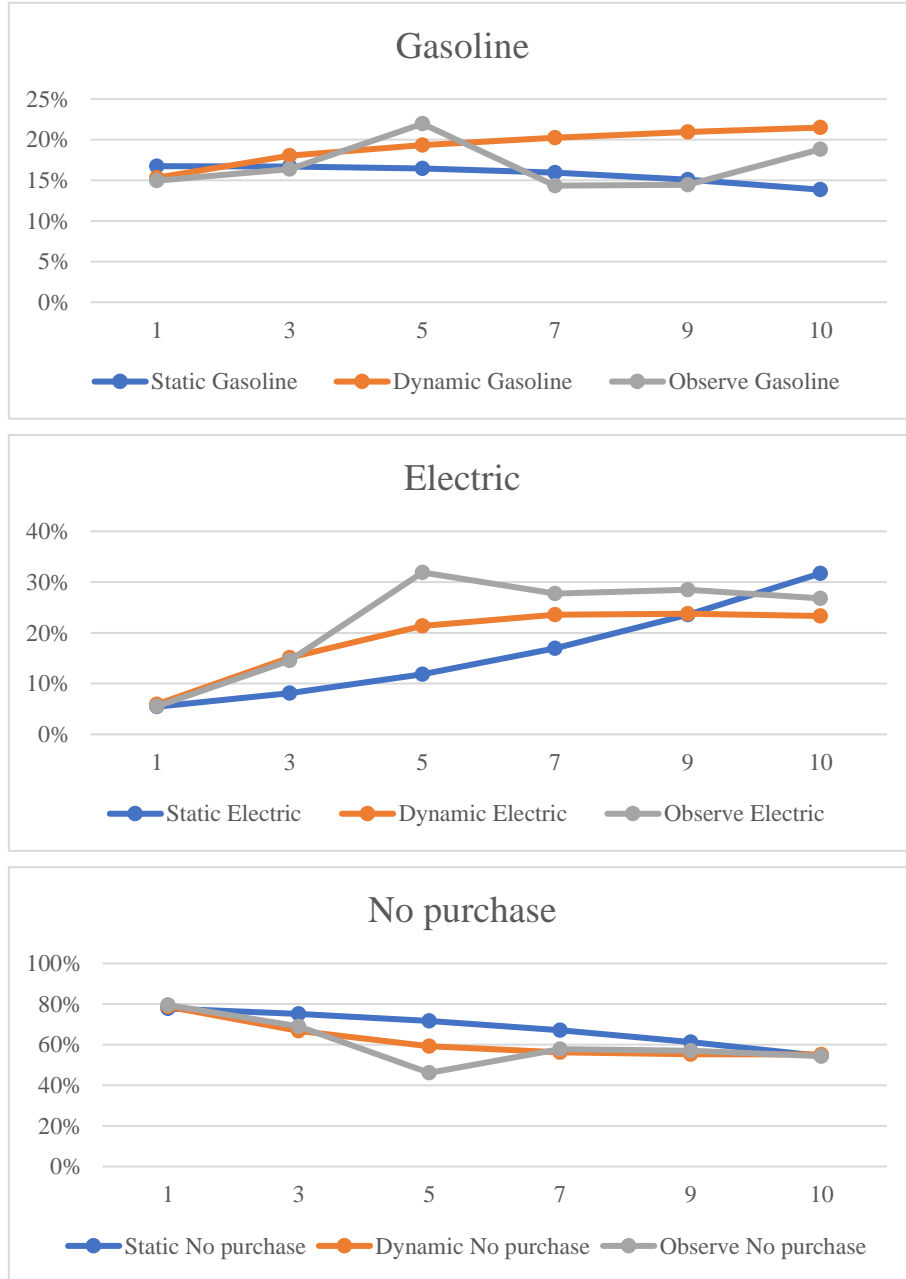 Gasoline
25%
20%
15%
10%
5%
0%
1 3 5 7 9 10
Static Gasoline Dynamic Gasoline Observe Gasoline
Electric
40%
30%
20%
10%
0%
1 3 5 7 9 10
Static Electric Dynamic Electric Observe Electric
No purchase
100%
80%
60%
40%
20%
0%
1 3 5 7 9 10
Static No purchase Dynamic No purchase Observe No purchase